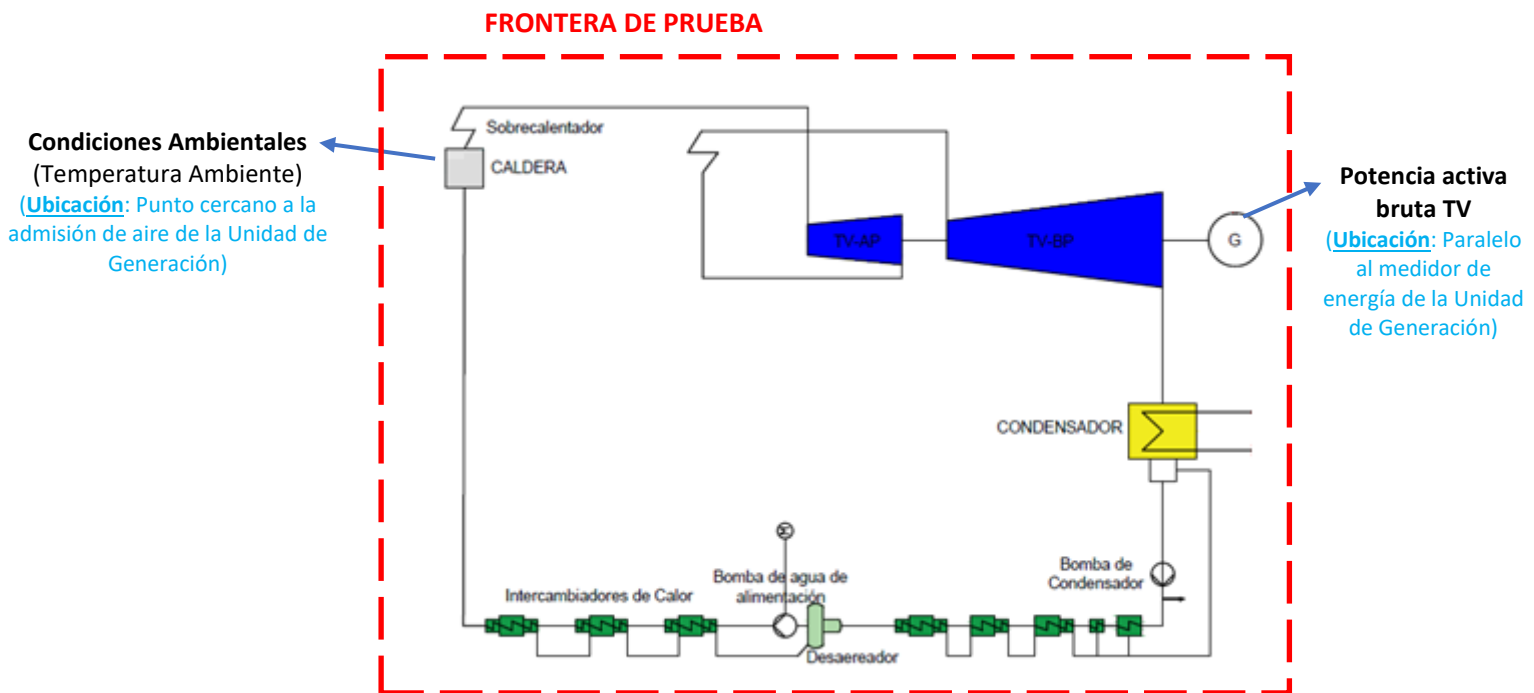 FRONTERA DE PRUEBA
Condiciones Ambientales
(Temperatura Ambiente)
(Ubicación: Punto cercano a la
admisión de aire de la Unidad de
Generación)
Sobrecalentador
CALDERA
TV-AP
TV-BP
G
Potencia activa
bruta TV
(Ubicación: Paralelo
al medidor de
energía de la Unidad
de Generación)
CONDENSADOR
Bomba de
Condensador
M
Bomba de agua de
alimentación
Intercambiadores de Calor
Desaereador